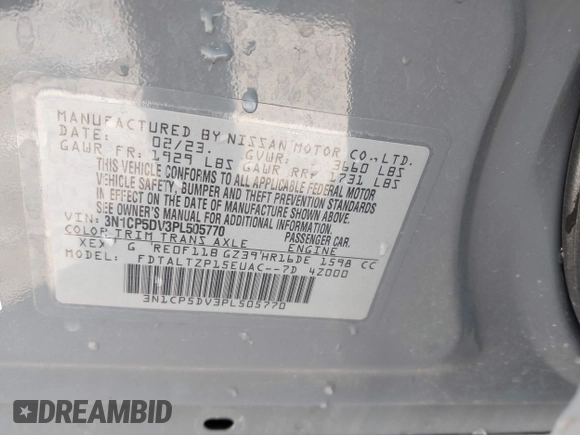 MANUFACTURED BY NISSAN MOTOR CO., LTD.
DATE: 02/23. GVWR: 3660 LBS
GAWR FR: 1929 LBS GAWR RR: 1731 LBS
THIS VEHICLE CONFORMS TO ALL APPLICABLE FEDERAL MOTOR
VEHICLE SAFETY, BUMPER AND THEFT PREVENTION STANDARDS
IN EFFECT ON THE DATE OF MANUFACTURE SHOWN ABOVE.
SEE OWNER'S MANUAL FOR ADDITIONAL INFORMATION.
VIN: 3N1CP5DV3PL505770 PASSENGER CAR.
COLOR TRIM TRANS AXLE ENGINE
XEX G RE0F11B GZ39 HR16DE 1598 CC
MODEL: FDTALTZP15EUAC--7D 4Z000
3N1CP5DV3PL505770
DREAMBID